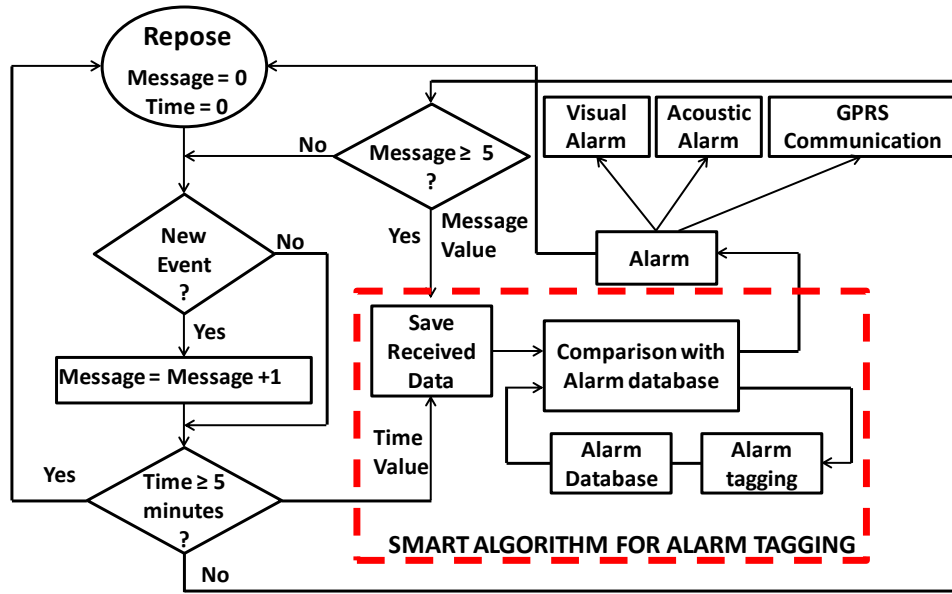 Repose
Message = 0
Time = 0
No
Message ≥ 5
?
Visual
Alarm
Acoustic
Alarm
GPRS
Communication
New
Event
?
No
Yes
Message
Value
Alarm
Yes
Message = Message +1
Save
Received
Data
Comparison with
Alarm database
Time
Value
Alarm
Database
Alarm
tagging
Yes
Time ≥ 5
minutes
?
No
SMART ALGORITHM FOR ALARM TAGGING